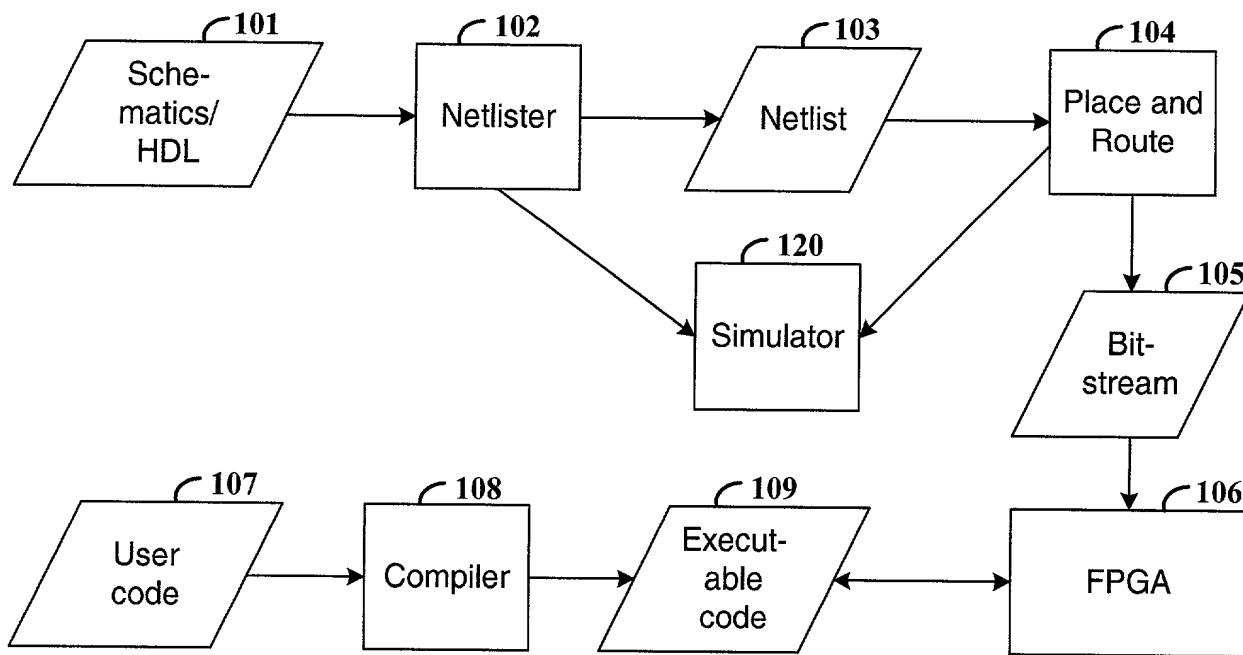 101
Sche-
matics/
HDL
102
Netlister
103
Netlist
104
Place and
Route
120
Simulator
105
Bit-
stream
107
User
code
108
Compiler
109
Execut-
able
code
106
FPGA